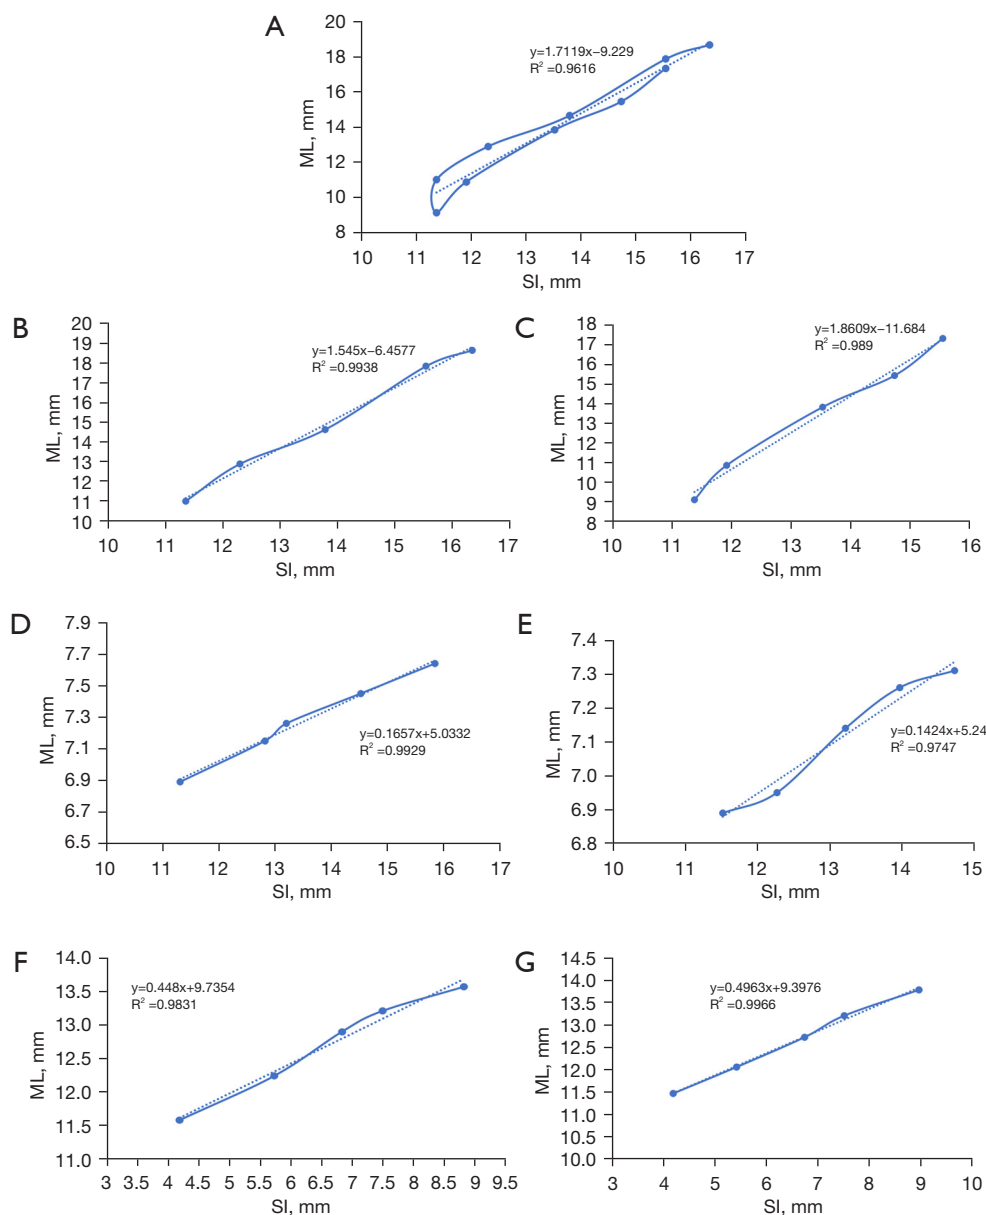 A
20
18
16
14
12
10
8
ML, mm
y=1.7119x−9.229
R² =0.9616
10 11 12 13 14 15 16 17
SI, mm
B
20
19
18
17
16
15
14
13
12
11
10
ML, mm
y=1.545x−6.4577
R² =0.9938
10 11 12 13 14 15 16 17
SI, mm
C
18
17
16
15
14
13
12
11
10
9
8
ML, mm
y=1.8609x−11.684
R² =0.989
10 11 12 13 14 15 16
SI, mm
D
7.9
7.7
7.5
7.3
7.1
6.9
6.7
6.5
ML, mm
y=0.1657x+5.0332
R² =0.9929
10 11 12 13 14 15 16 17
SI, mm
E
7.4
7.3
7.2
7.1
7.0
6.9
6.8
ML, mm
y=0.1424x+5.24
R² =0.9747
10 11 12 13 14 15
SI, mm
F
14.0
13.5
13.0
12.5
12.0
11.5
11.0
ML, mm
y=0.448x+9.7354
R² =0.9831
3 3.5 4 4.5 5 5.5 6 6.5 7 7.5 8 8.5 9 9.5
SI, mm
G
14.5
14.0
13.5
13.0
12.5
12.0
11.5
11.0
10.5
10.0
ML, mm
y=0.4963x+9.3976
R² =0.9966
3 4 5 6 7 8 9 10
SI, mm